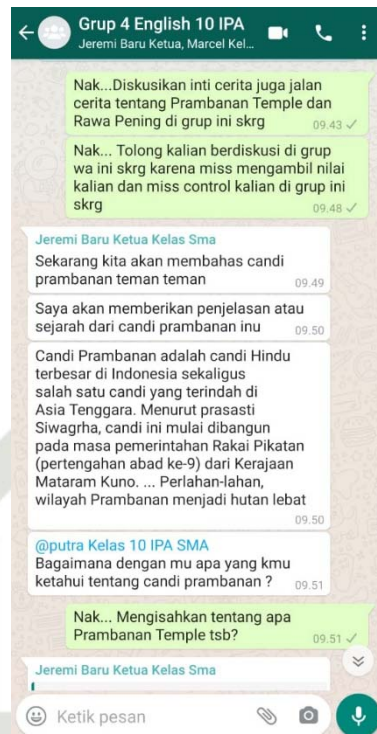 Grup 4 English 10 IPA
Jeremi Baru Ketua, Marcel Kel...
Nak...Diskusikan inti cerita juga jalan
cerita tentang Prambanan Temple dan
Rawa Pening di grup ini skrg
09.43
Nak... Tolong kalian berdiskusi di grup
wa ini skrg karena miss mengambil nilai
kalian dan miss control kalian di grup ini
skrg
09.48
Jeremi Baru Ketua Kelas Sma
Sekarang kita akan membahas candi
prambanan teman teman
09.49
Saya akan memberikan penjelasan atau
sejarah dari candi prambanan inu
09.50
Candi Prambanan adalah candi Hindu
terbesar di Indonesia sekaligus
salah satu candi yang terindah di
Asia Tenggara. Menurut prasasti
Siwagrha, candi ini mulai dibangun
pada masa pemerintahan Rakai Pikatan
(pertengahan abad ke-9) dari Kerajaan
Mataram Kuno. ... Perlahan-lahan,
wilayah Prambanan menjadi hutan lebat
09.50
@putra Kelas 10 IPA SMA
Bagaimana dengan mu apa yang kmu
ketahui tentang candi prambanan ?
09.51
Nak... Mengisahkan tentang apa
Prambanan Temple tsb?
09.51
Jeremi Baru Ketua Kelas Sma
Ketik pesan